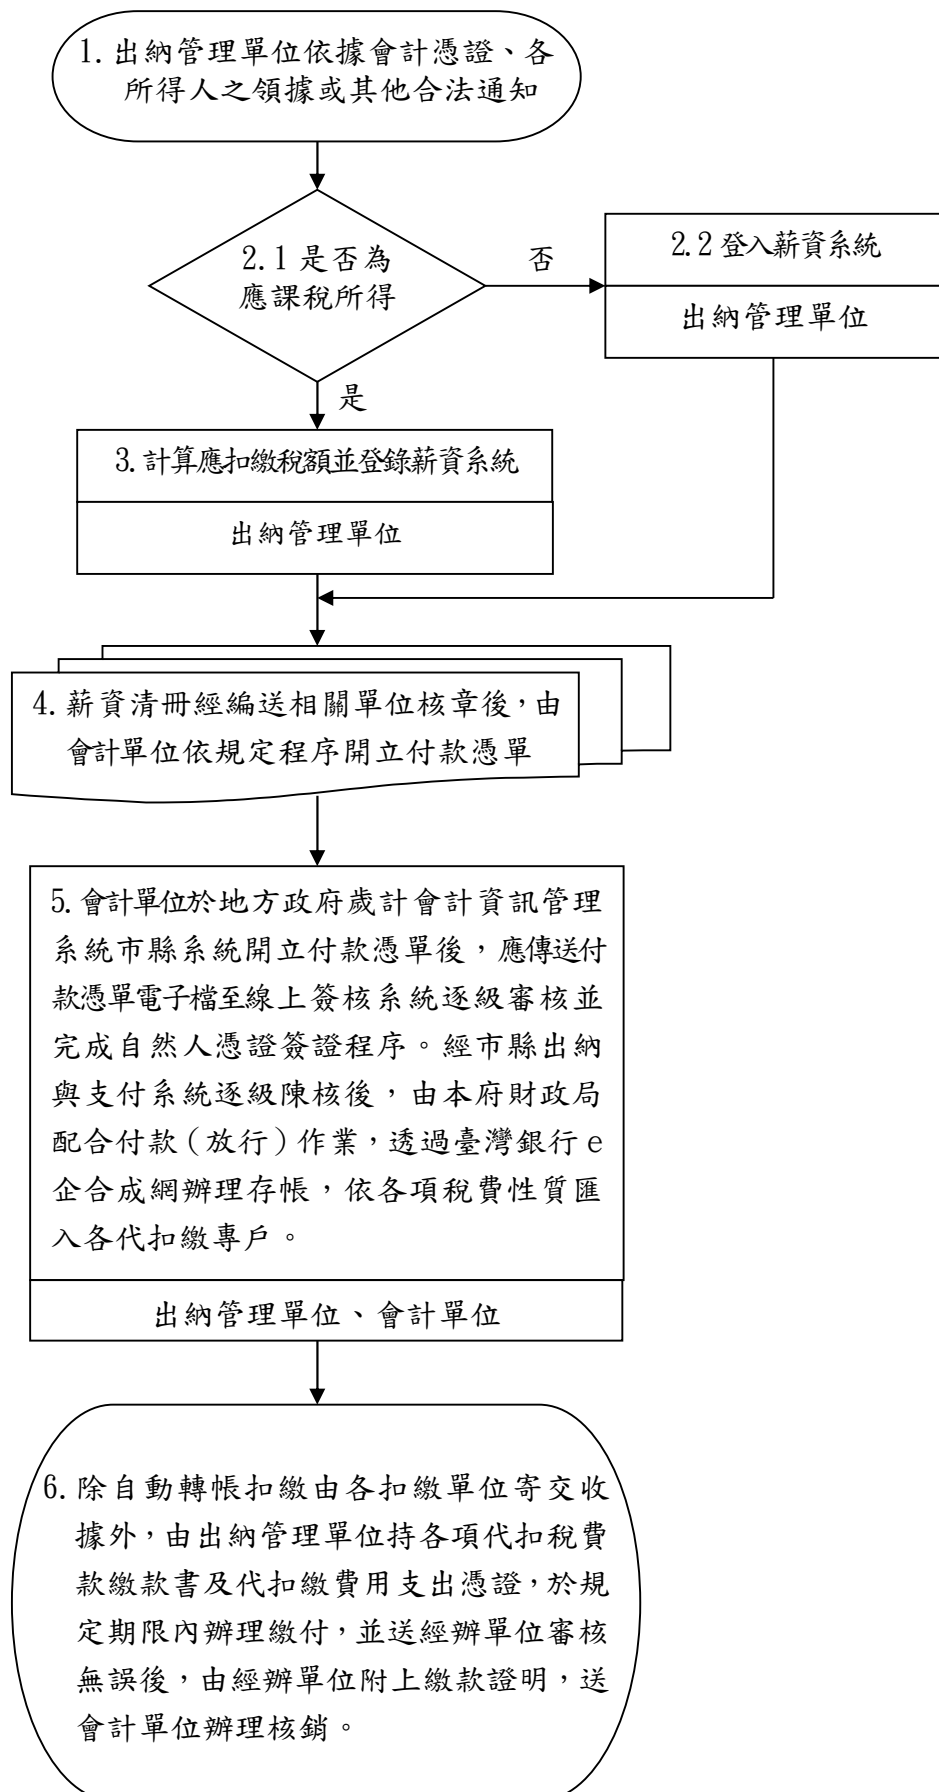 1. 出納管理單位依據會計憑證、各
所得人之領據或其他合法通知
2.1 是否為
應課稅所得
否
2.2 登入薪資系統
出納管理單位
是
3. 計算應扣繳稅額並登錄薪資系統
出納管理單位
4. 薪資清冊經編送相關單位核章後，由
會計單位依規定程序開立付款憑單
5. 會計單位於地方政府歲計會計資訊管理
系統市縣系統開立付款憑單後，應傳送付
款憑單電子檔至線上簽核系統逐級審核並
完成自然人憑證簽證程序。經市縣出納
與支付系統逐級陳核後，由本府財政局
配合付款（放行）作業，透過臺灣銀行 e
企合成網辦理存帳，依各項稅費性質匯
入各代扣繳專戶。
出納管理單位、會計單位
6. 除自動轉帳扣繳由各扣繳單位寄交收
據外，由出納管理單位持各項代扣稅費
款繳款書及代扣繳費用支出憑證，於規
定期限內辦理繳付，並送經辦單位審核
無誤後，由經辦單位附上繳款證明，送
會計單位辦理核銷。